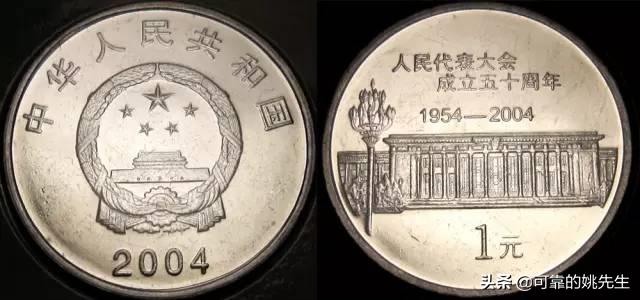 中华人民共和国
2004
人民代表大会
成立五十周年
1954—2004
1元
头条 @可靠的姚先生